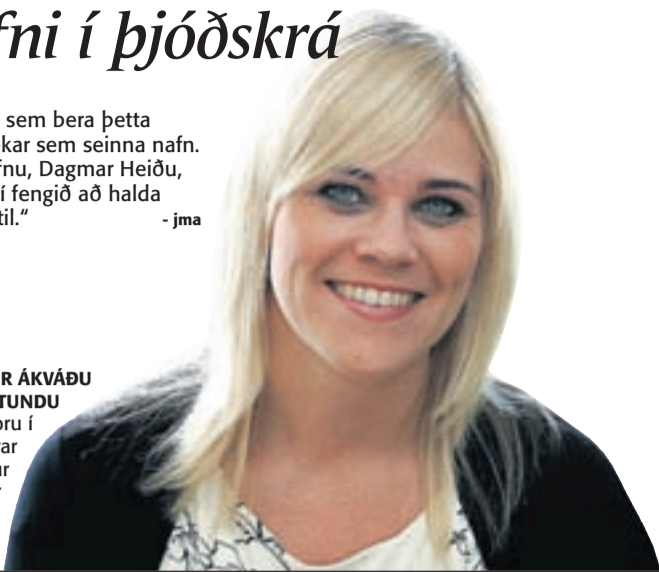 fni í þjóðskrá
sem bera þetta
kar sem seinna nafn.
fnu, Dagmar Heiðu,
í fengið að halda
til.“ - jma
R ÁKVÁÐU
TUNDU
oru í
ar
ur